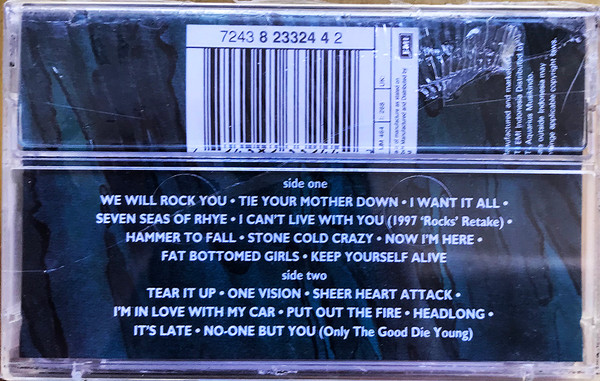 7243 8 23324 4 2
EMI
UK:
side one
WE WILL ROCK YOU • TIE YOUR MOTHER DOWN • I WANT IT ALL •
SEVEN SEAS OF RHYE • I CAN'T LIVE WITH YOU (1997 'Rocks' Retake) •
HAMMER TO FALL • STONE COLD CRAZY • NOW I'M HERE •
FAT BOTTOMED GIRLS • KEEP YOURSELF ALIVE
side two
TEAR IT UP • ONE VISION • SHEER HEART ATTACK •
I'M IN LOVE WITH MY CAR • PUT OUT THE FIRE • HEADLONG •
IT'S LATE • NO-ONE BUT YOU (Only The Good Die Young)